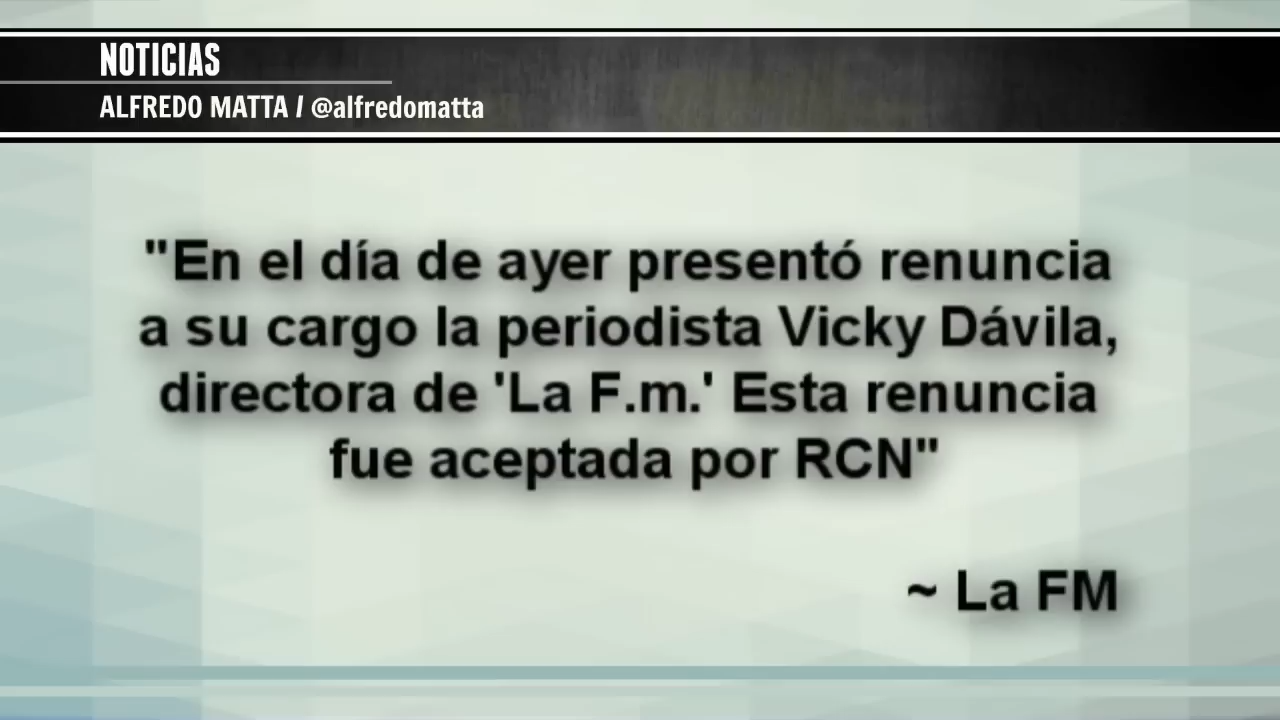 NOTICIAS
ALFREDO MATTA / @alfredomatta
"En el día de ayer presentó renuncia
a su cargo la periodista Vicky Dávila,
directora de 'La F.m.' Esta renuncia
fue aceptada por RCN"
~ La FM